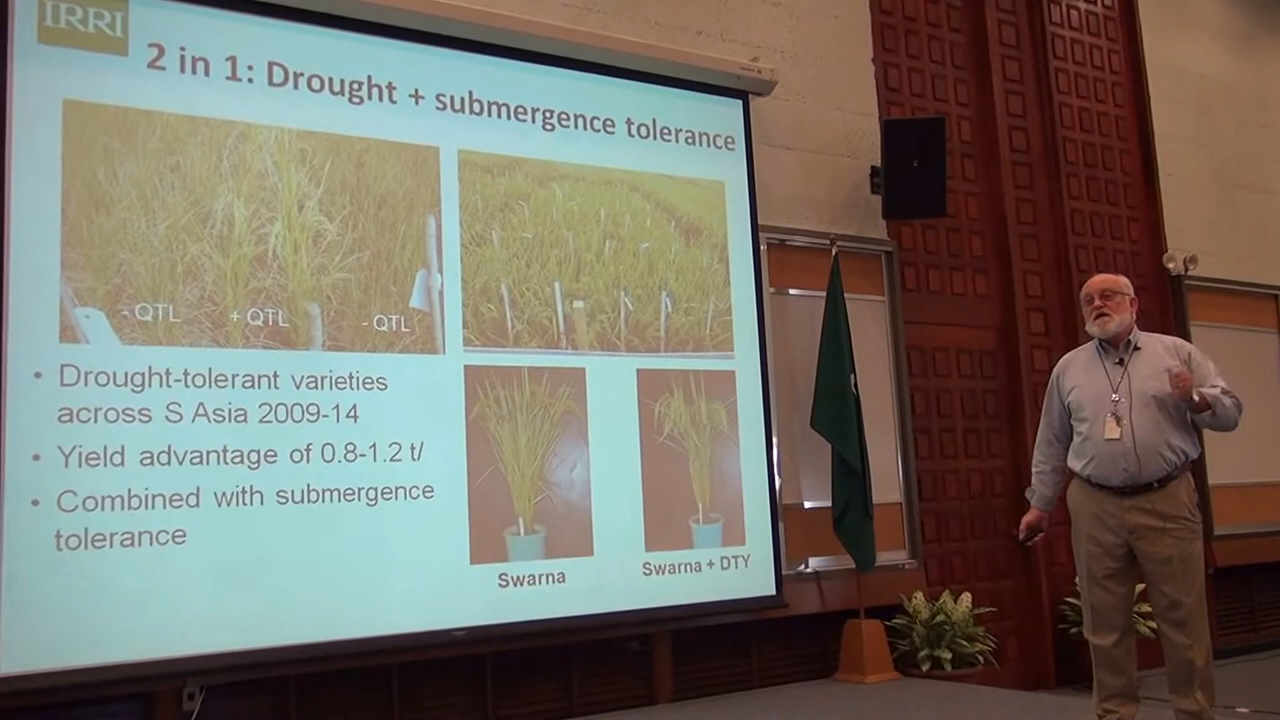 IRRI
2 in 1: Drought + submergence tolerance
- QTL
+ QTL
- QTL
• Drought-tolerant varieties
across S Asia 2009-14
• Yield advantage of 0.8-1.2 t/
• Combined with submergence
tolerance
Swarna
Swarna + DTY